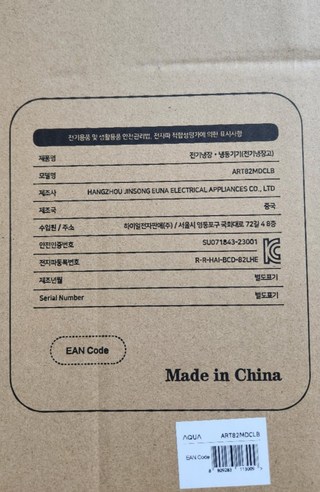 전기용품 및 생활용품 안전관리법, 전자파 적합성평가에 의한 표시사항
제품명 전기냉장・냉동기기(전기냉장고)
모델명 ART82MDCLB
제조사 HANGZHOU JINSONG EUNA ELECTRICAL APPLIANCES CO., LTD
제조국 중국
수입원 / 주소 하이얼전자판매(주) / 서울시 영등포구 국회대로 72길 4 8층
안전인증번호 SU071843-23001
전자파등록번호 R-R-HAI-BCD-82LHE
제조년월 별도표기
Serial Number 별도표기
EAN Code
Made in China
AQUA ART82MDCLB
EAN Code